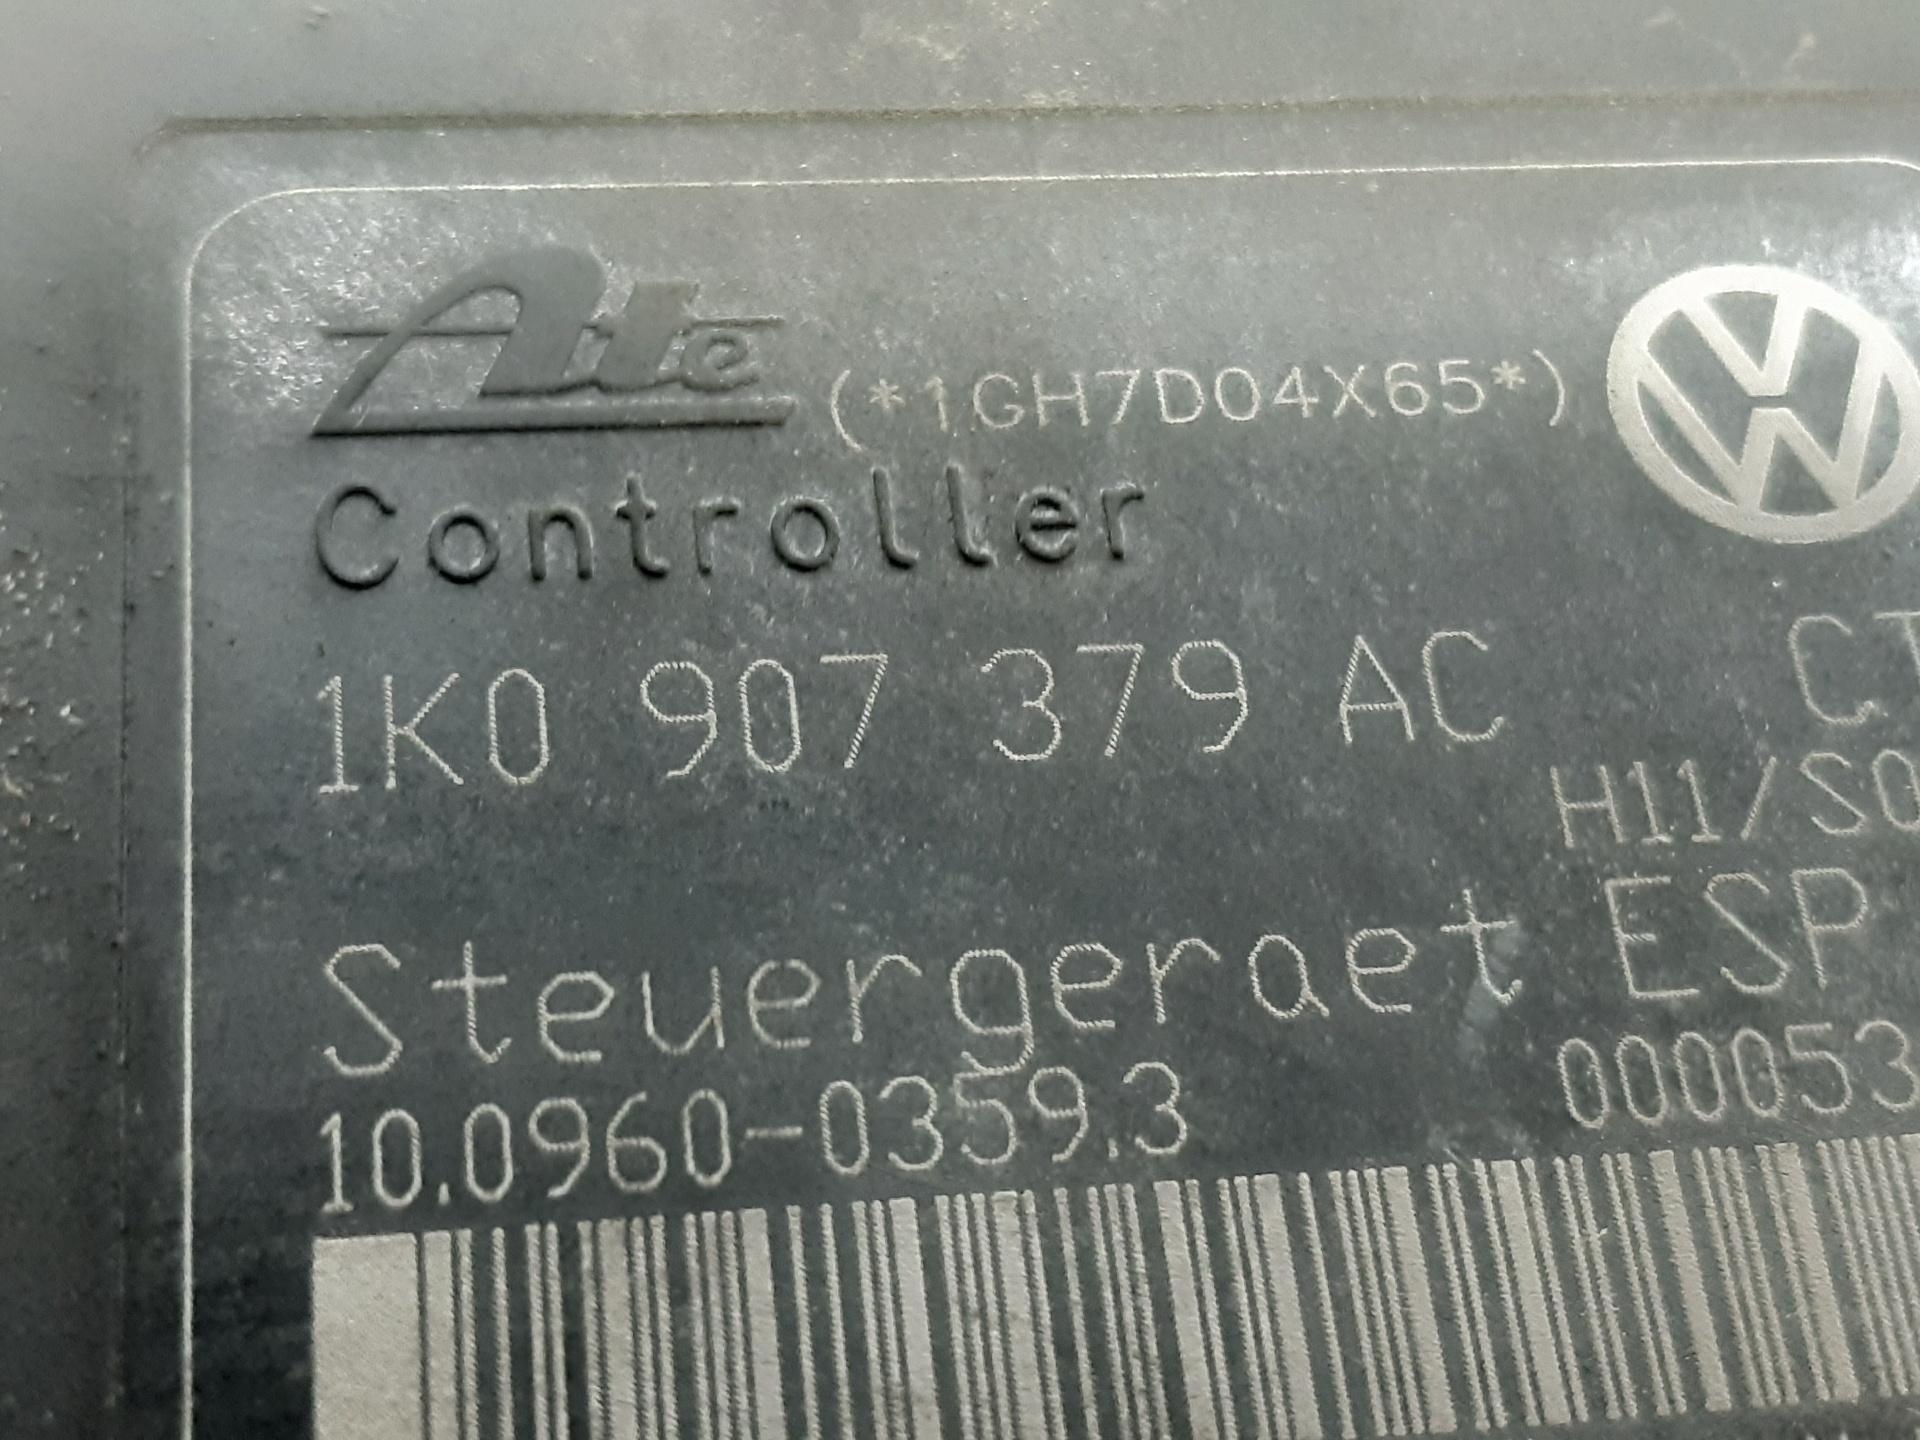 Ate (*1GH7D04X65*)
Controller
1K0 907 379 AC
H11/S0
Steuergeraet ESP
10.0960-0359.3 000053